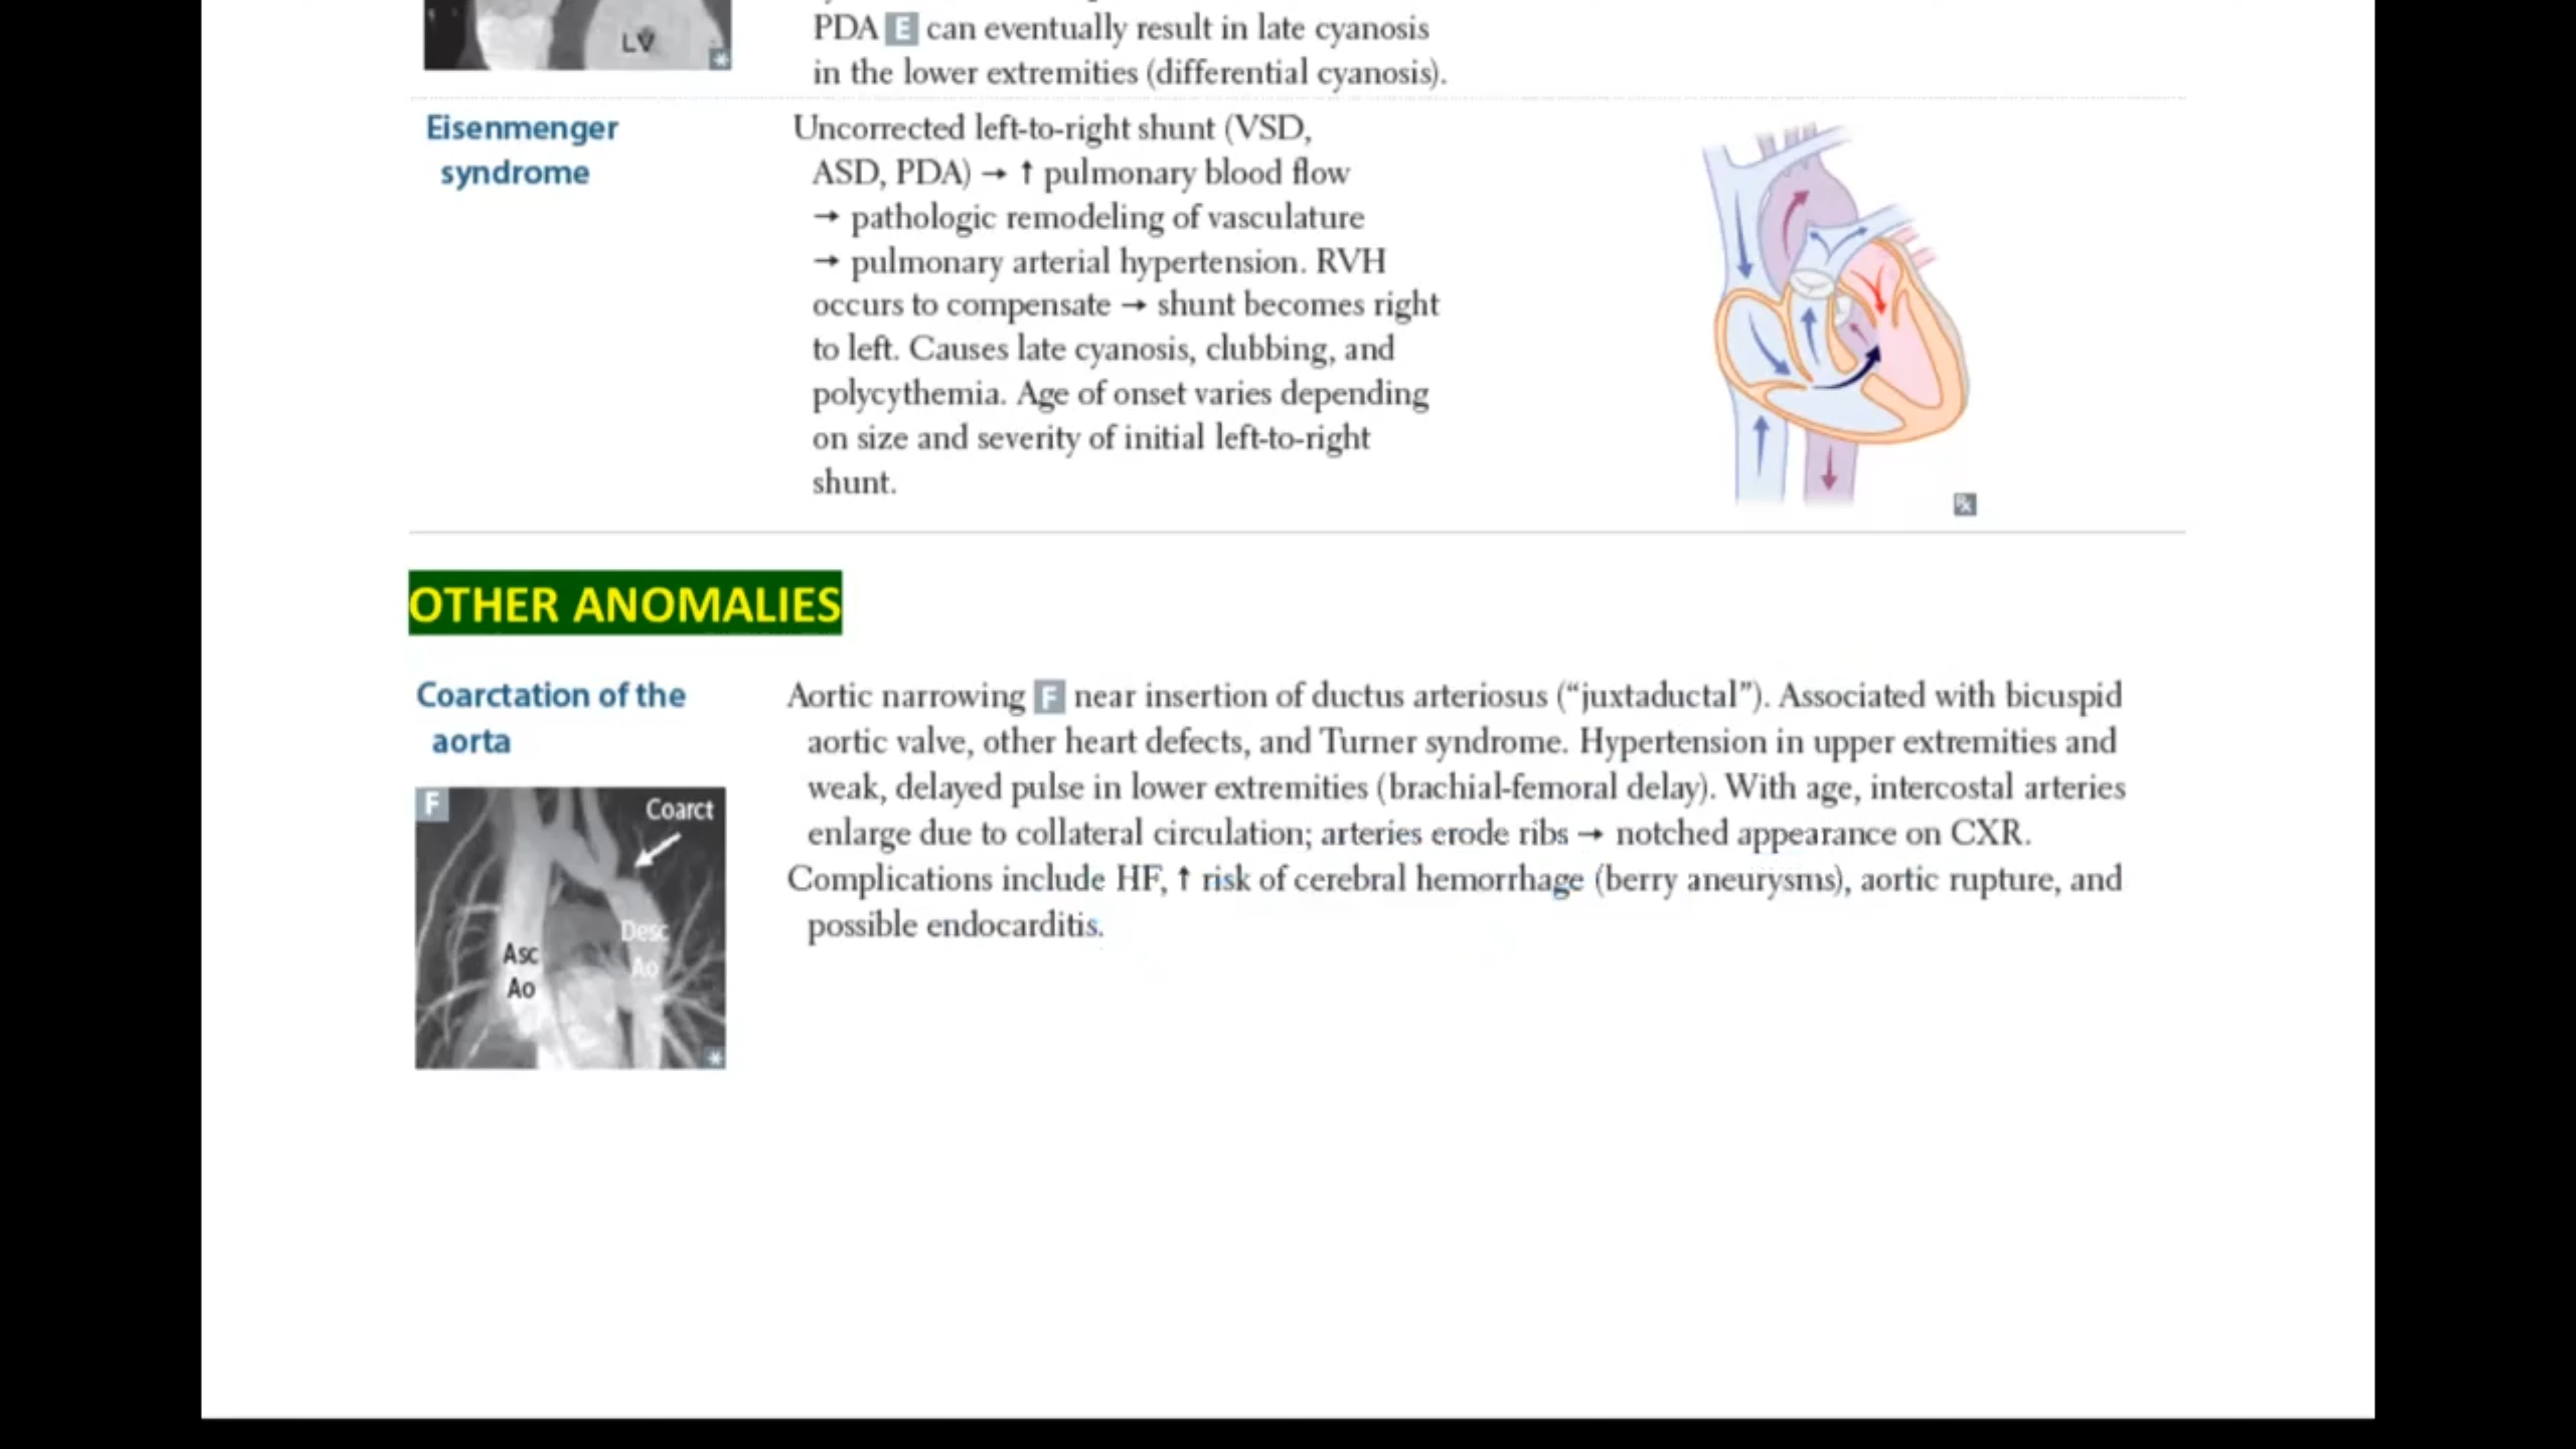 LV
PDA E can eventually result in late cyanosis
in the lower extremities (differential cyanosis).
Eisenmenger
syndrome
Uncorrected left-to-right shunt (VSD,
ASD, PDA) → ↑ pulmonary blood flow
→ pathologic remodeling of vasculature
→ pulmonary arterial hypertension. RVH
occurs to compensate → shunt becomes right
to left. Causes late cyanosis, clubbing, and
polycythemia. Age of onset varies depending
on size and severity of initial left-to-right
shunt.
Rx
OTHER ANOMALIES
Coarctation of the
aorta
Aortic narrowing F near insertion of ductus arteriosus (“juxtaductal”). Associated with bicuspid
aortic valve, other heart defects, and Turner syndrome. Hypertension in upper extremities and
weak, delayed pulse in lower extremities (brachial-femoral delay). With age, intercostal arteries
enlarge due to collateral circulation; arteries erode ribs → notched appearance on CXR.
Complications include HF, ↑ risk of cerebral hemorrhage (berry aneurysms), aortic rupture, and
possible endocarditis.
F
Coarct
Desc
Ao
Asc
Ao